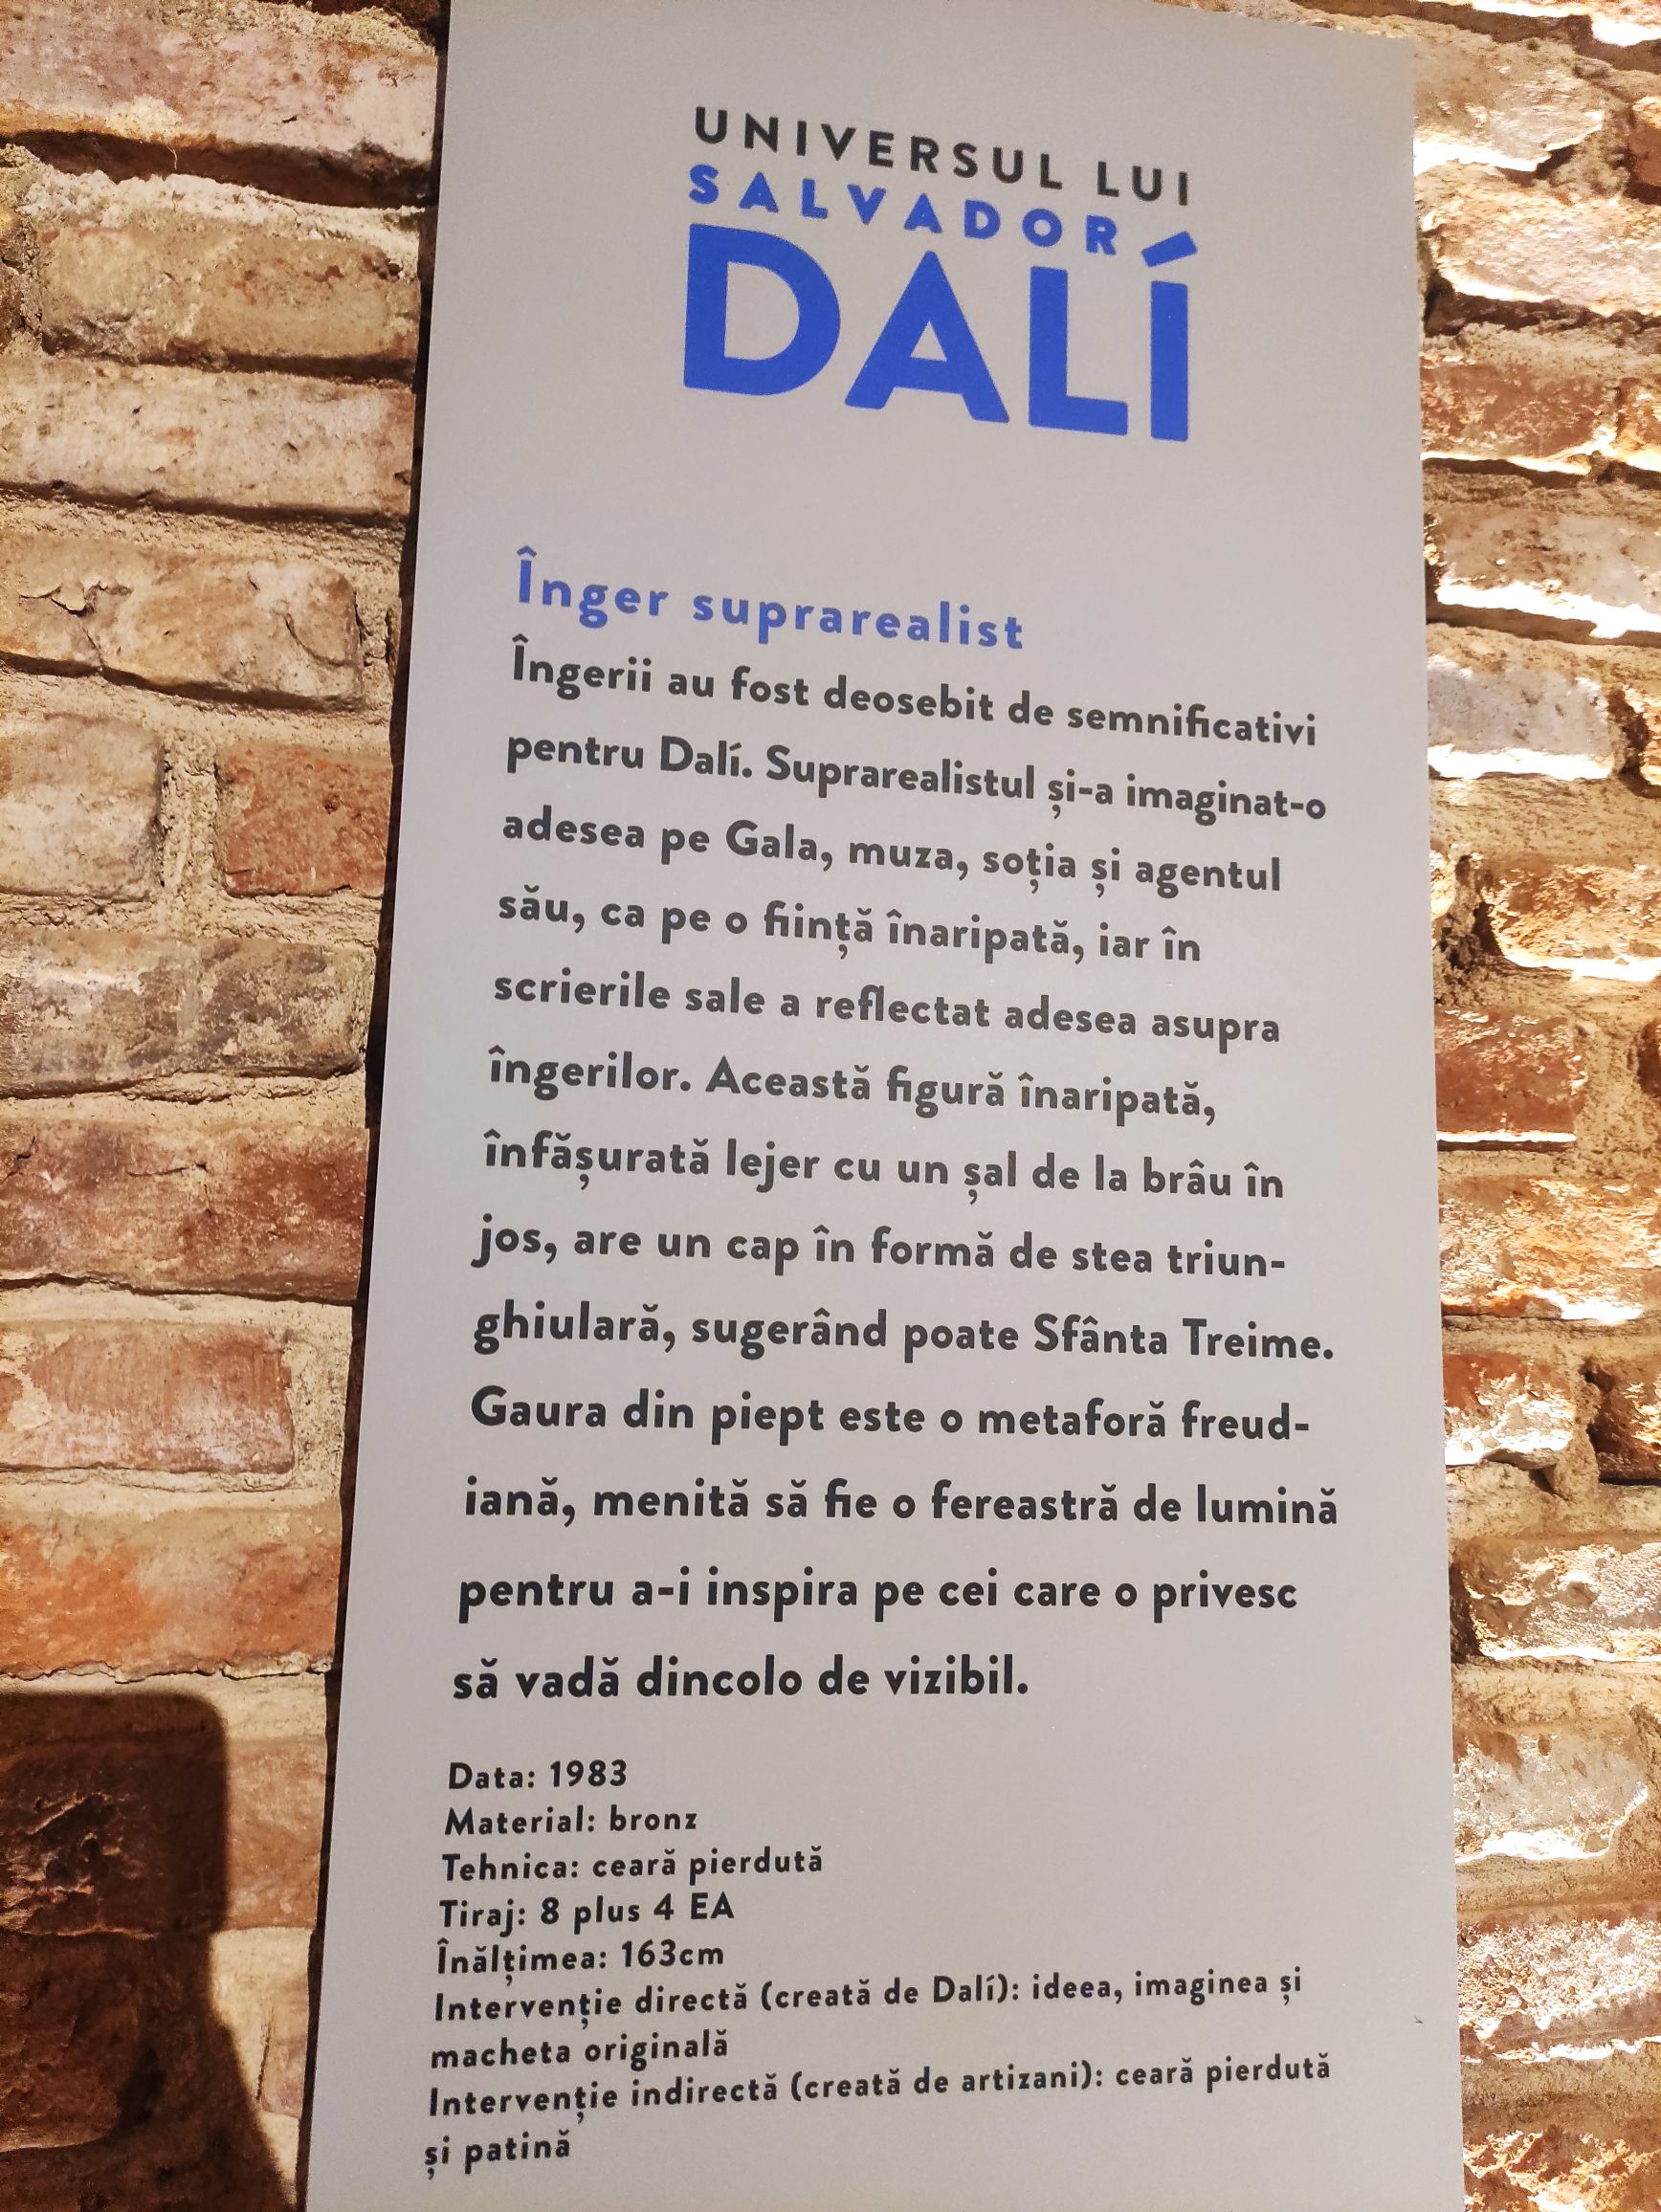 UNIVERSUL LUI
SALVADOR
DALÍ
Înger suprarealist
Îngerii au fost deosebit de semnificativi
pentru Dalí. Suprarealistul și-a imaginat-o
adesea pe Gala, muza, soția și agentul
său, ca pe o ființă înaripată, iar în
scrierile sale a reflectat adesea asupra
îngerilor. Această figură înaripată,
înfășurată lejer cu un șal de la brâu în
jos, are un cap în formă de stea triun-
ghiulară, sugerând poate Sfânta Treime.
Gaura din piept este o metaforă freud-
iană, menită să fie o fereastră de lumină
pentru a-i inspira pe cei care o privesc
să vadă dincolo de vizibil.
Data: 1983
Material: bronz
Tehnica: ceară pierdută
Tiraj: 8 plus 4 EA
Înălțimea: 163cm
Intervenție directă (creată de Dalí): ideea, imaginea și
macheta originală
Intervenție indirectă (creată de artizani): ceară pierdută
și patină